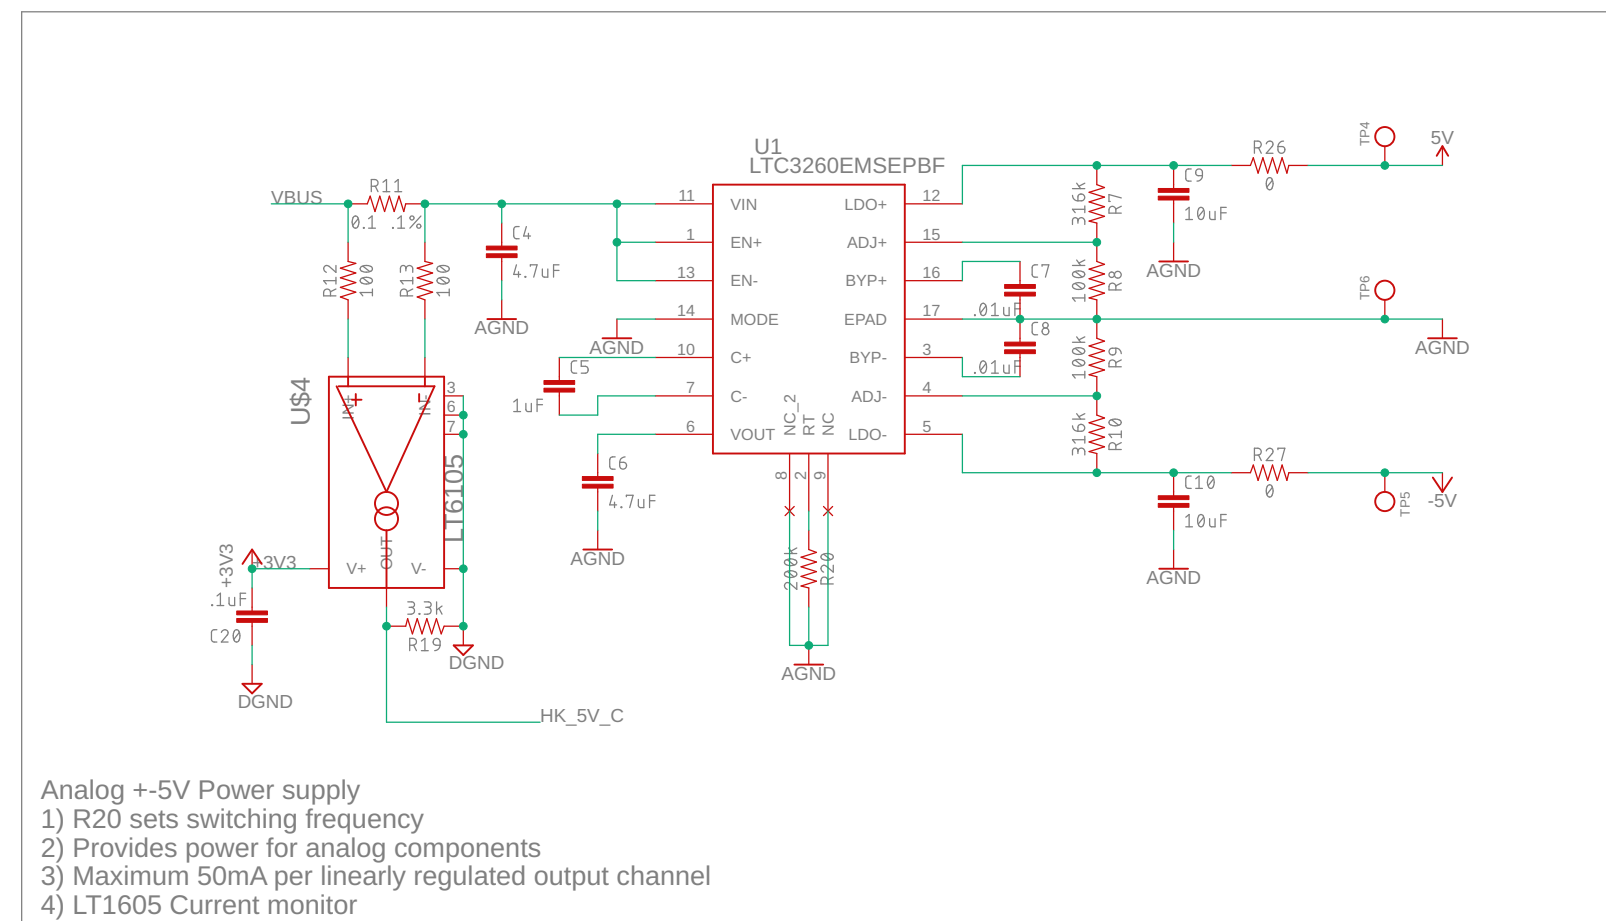 U1
LTC3260EMSEPBF
VBUS
R11
0.1 .1%
R12
100
R13
100
C4
4.7uF
AGND
11
VIN
1
EN+
13
EN-
14
MODE
AGND
10
C+
C5
1uF
7
C-
6
VOUT
C6
4.7uF
AGND
NC_2
RT
NC
8
2
9
200k
R20
AGND
LDO+
12
ADJ+
15
BYP+
16
EPAD
17
BYP-
3
ADJ-
4
LDO-
5
C7
.01uF
C8
.01uF
316k
R7
100k
R8
100k
R9
316k
R10
C9
10uF
AGND
R26
0
TP4
5V
TP6
AGND
C10
10uF
AGND
R27
0
TP5
-5V
U$4
IN+
IN-
3
6
7
LT6105
V+
OUT
V-
+3V3
+3V3
.1uF
C20
DGND
3.3k
R19
DGND
HK_5V_C
Analog +-5V Power supply
1) R20 sets switching frequency
2) Provides power for analog components
3) Maximum 50mA per linearly regulated output channel
4) LT1605 Current monitor